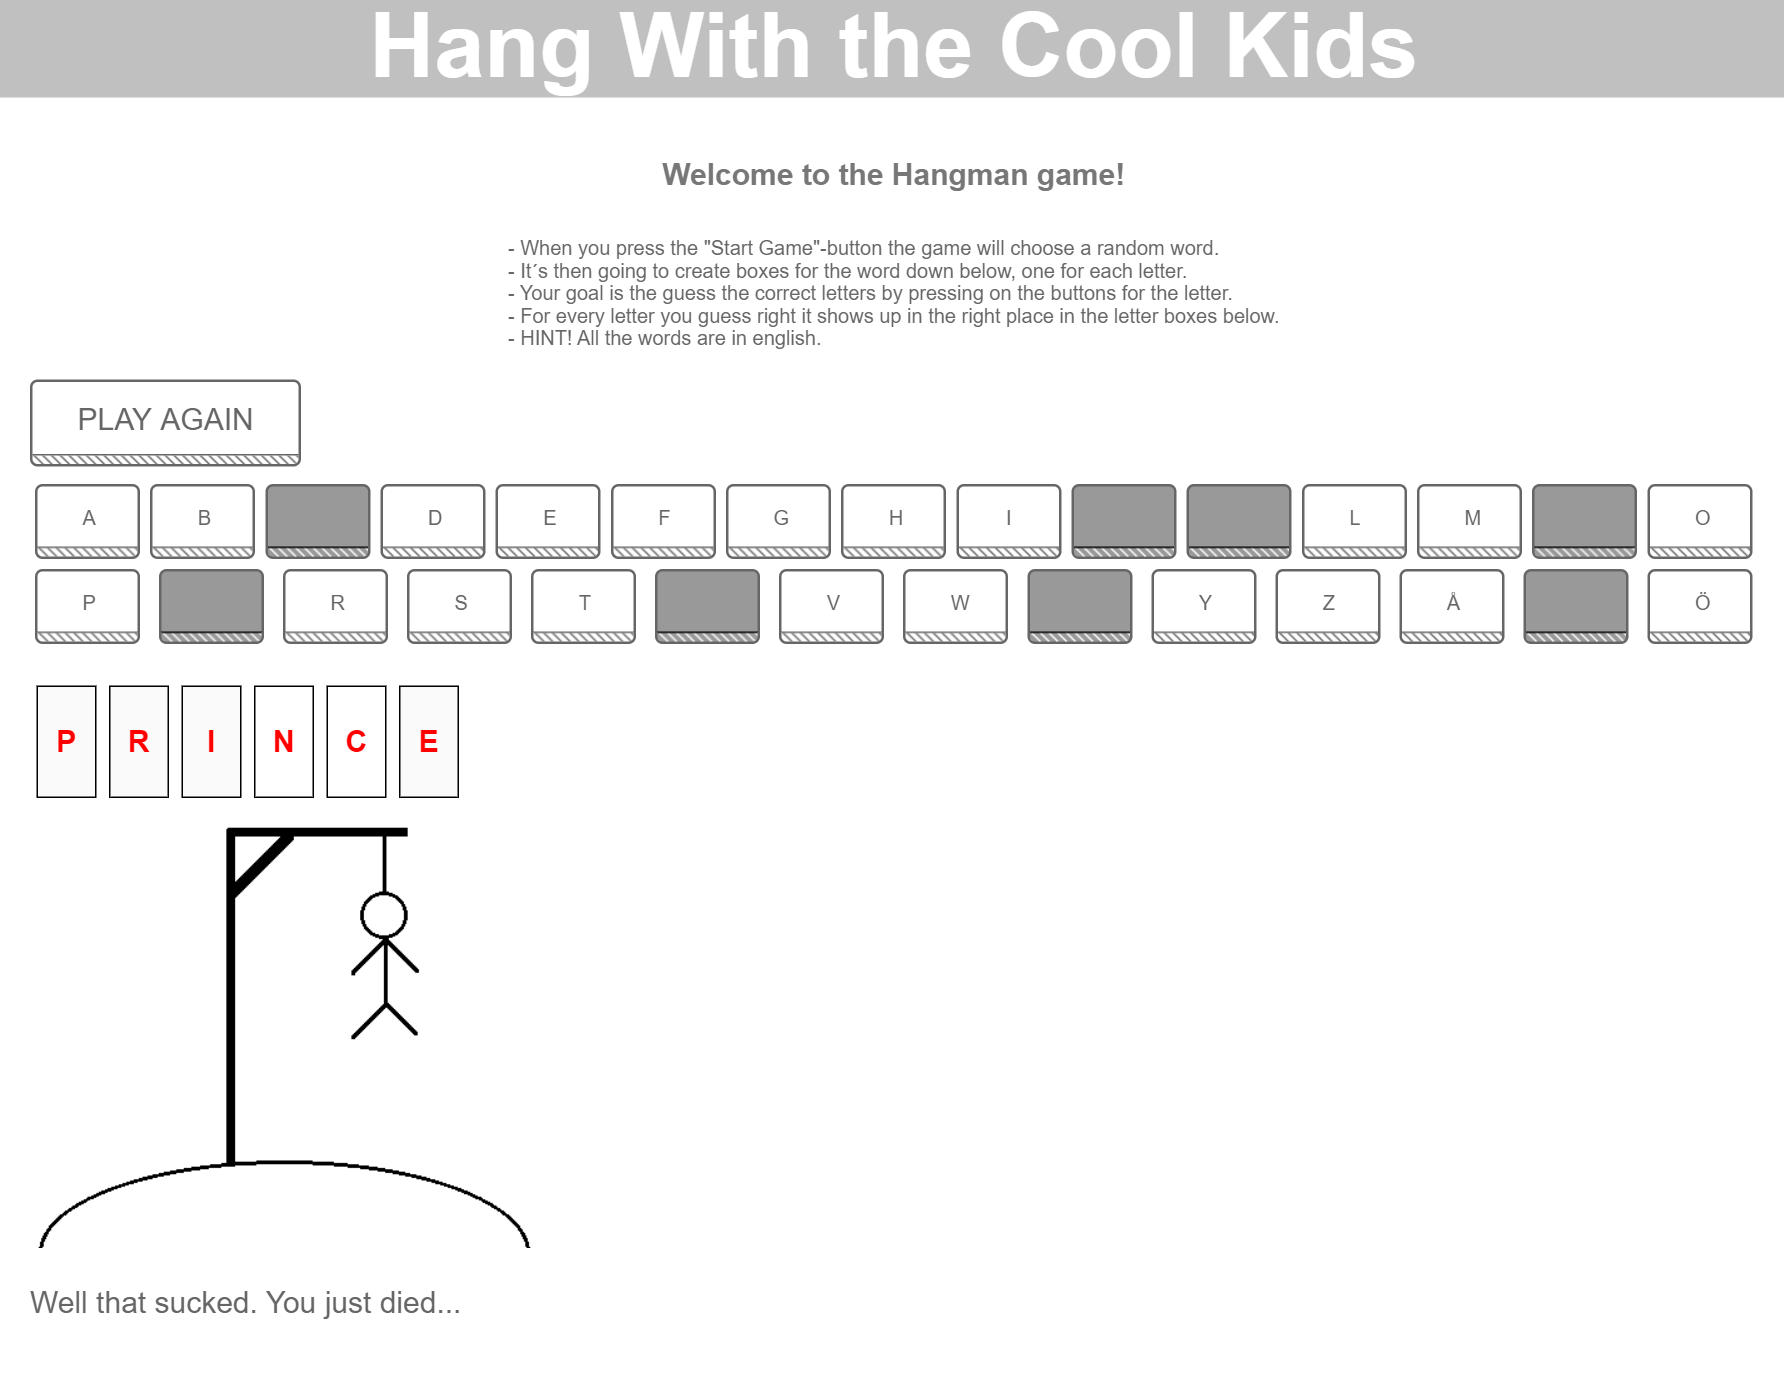 Hang With the Cool Kids
Welcome to the Hangman game!
- When you press the "Start Game"-button the game will choose a random word.
- It´s then going to create boxes for the word down below, one for each letter.
- Your goal is the guess the correct letters by pressing on the buttons for the letter.
- For every letter you guess right it shows up in the right place in the letter boxes below.
- HINT! All the words are in english.
PLAY AGAIN
A B D E F G H I L M O
P R S T V W Y Z Å Ö
P R I N C E
Well that sucked. You just died...